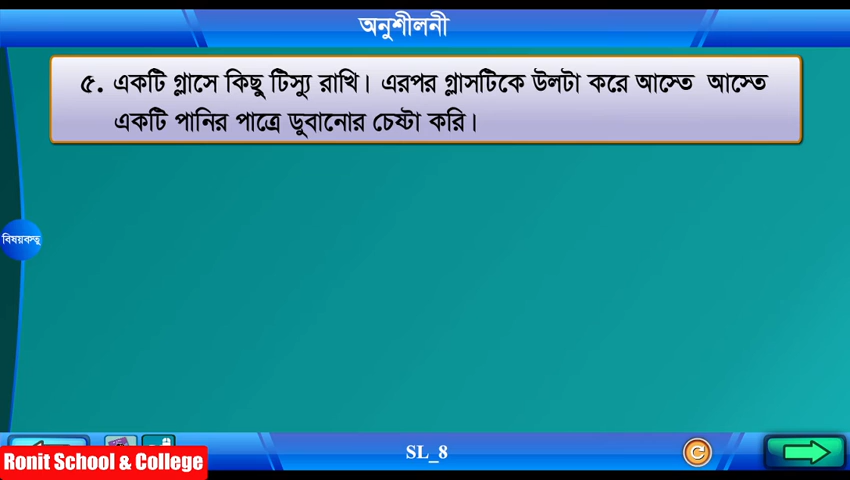 অনুশীলনী
৫. একটি গ্লাসে কিছু টিস্যু রাখি। এরপর গ্লাসটিকে উলটা করে আস্তে আস্তে
একটি পানির পাত্রে ডুবানোর চেষ্টা করি।
বিষয়বস্তু
SL_8
Ronit School & College